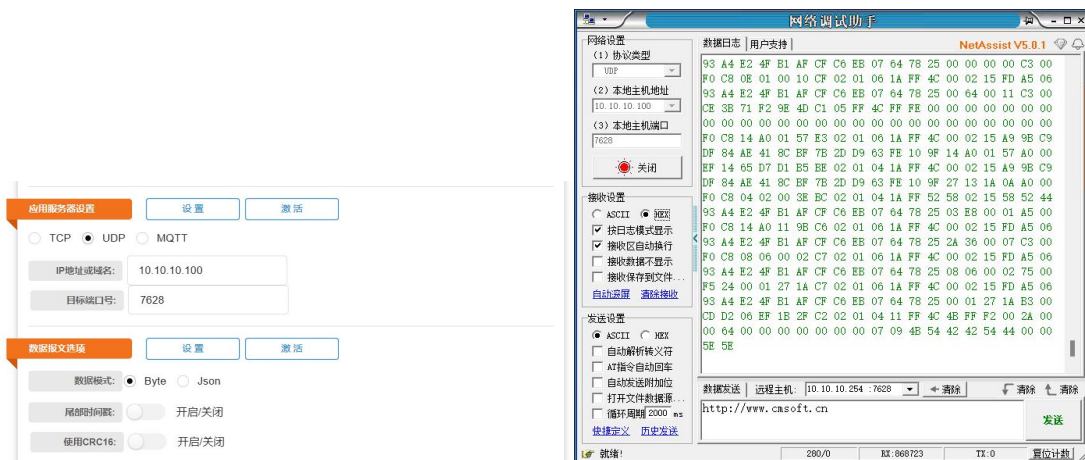 应用服务器设置 设 置 激 活
TCP UDP MQTT
IP地址或域名: 10.10.10.100
目标端口号: 7628
数据报文选项 设 置 激 活
数据模式: Byte Json
尾部时间戳: 开启/关闭
使用CRC16: 开启/关闭
网络调试助手
网络设置
(1) 协议类型
UDP
(2) 本地主机地址
10.10.10.100
(3) 本地主机端口
7628
关闭
接收设置
ASCII HEX
按日志模式显示
接收区自动换行
接收数据不显示
接收保存到文件...
自动滚屏 清除接收
发送设置
ASCII HEX
自动解析转义符
AT指令自动回车
自动发送附加位
打开文件数据源...
循环周期 2000 ms
快捷定义 历史发送
数据日志 用户支持 NetAssist V5.0.1
93 A4 E2 4F B1 AF CF C6 EB 07 64 78 25 00 00 00 00 C3 00
F0 C8 0E 01 00 10 CF 02 01 06 1A FF 4C 00 02 15 FD A5 06
93 A4 E2 4F B1 AF CF C6 EB 07 64 78 25 00 64 00 11 C3 00
CE 3B 71 F2 9E 4D C1 05 FF 4C FF FE 00 00 00 00 00 00 00
00 00 00 00 00 00 00 00 00 00 00 00 00 00 00 00 00 00 00
F0 C8 14 A0 01 57 E3 02 01 06 1A FF 4C 00 02 15 A9 9B C9
DF 84 AE 41 8C BF 7B 2D D9 63 FE 10 9F 14 A0 01 57 A0 00
EF 14 65 D7 D1 B5 BE 02 01 04 1A FF 4C 00 02 15 A9 9B C9
DF 84 AE 41 8C BF 7B 2D D9 63 FE 10 9F 27 13 1A 0A A0 00
F0 C8 04 02 00 3E BC 02 01 04 1A FF 52 58 02 15 58 52 44
93 A4 E2 4F B1 AF CF C6 EB 07 64 78 25 03 E8 00 01 A5 00
F0 C8 14 A0 11 9B C6 02 01 06 1A FF 4C 00 02 15 FD A5 06
93 A4 E2 4F B1 AF CF C6 EB 07 64 78 25 2A 36 00 07 C3 00
F0 C8 08 06 00 02 C7 02 01 06 1A FF 4C 00 02 15 FD A5 06
93 A4 E2 4F B1 AF CF C6 EB 07 64 78 25 08 06 00 02 75 00
F5 24 00 01 27 1A C7 02 01 06 1A FF 4C 00 02 15 FD A5 06
93 A4 E2 4F B1 AF CF C6 EB 07 64 78 25 00 01 27 1A B3 00
CD D2 06 EF 1B 2F C2 02 01 04 11 FF 4C 4B FF F2 00 2A 00
00 64 00 00 00 00 00 00 00 07 09 4B 54 42 42 54 44 00 00
5E 5E
数据发送 远程主机: 10.10.10.254 :7628 清除 清除 清除
http://www.cmsoft.cn
发送
就绪! 280/0 RX:868723 TX:0 复位计数